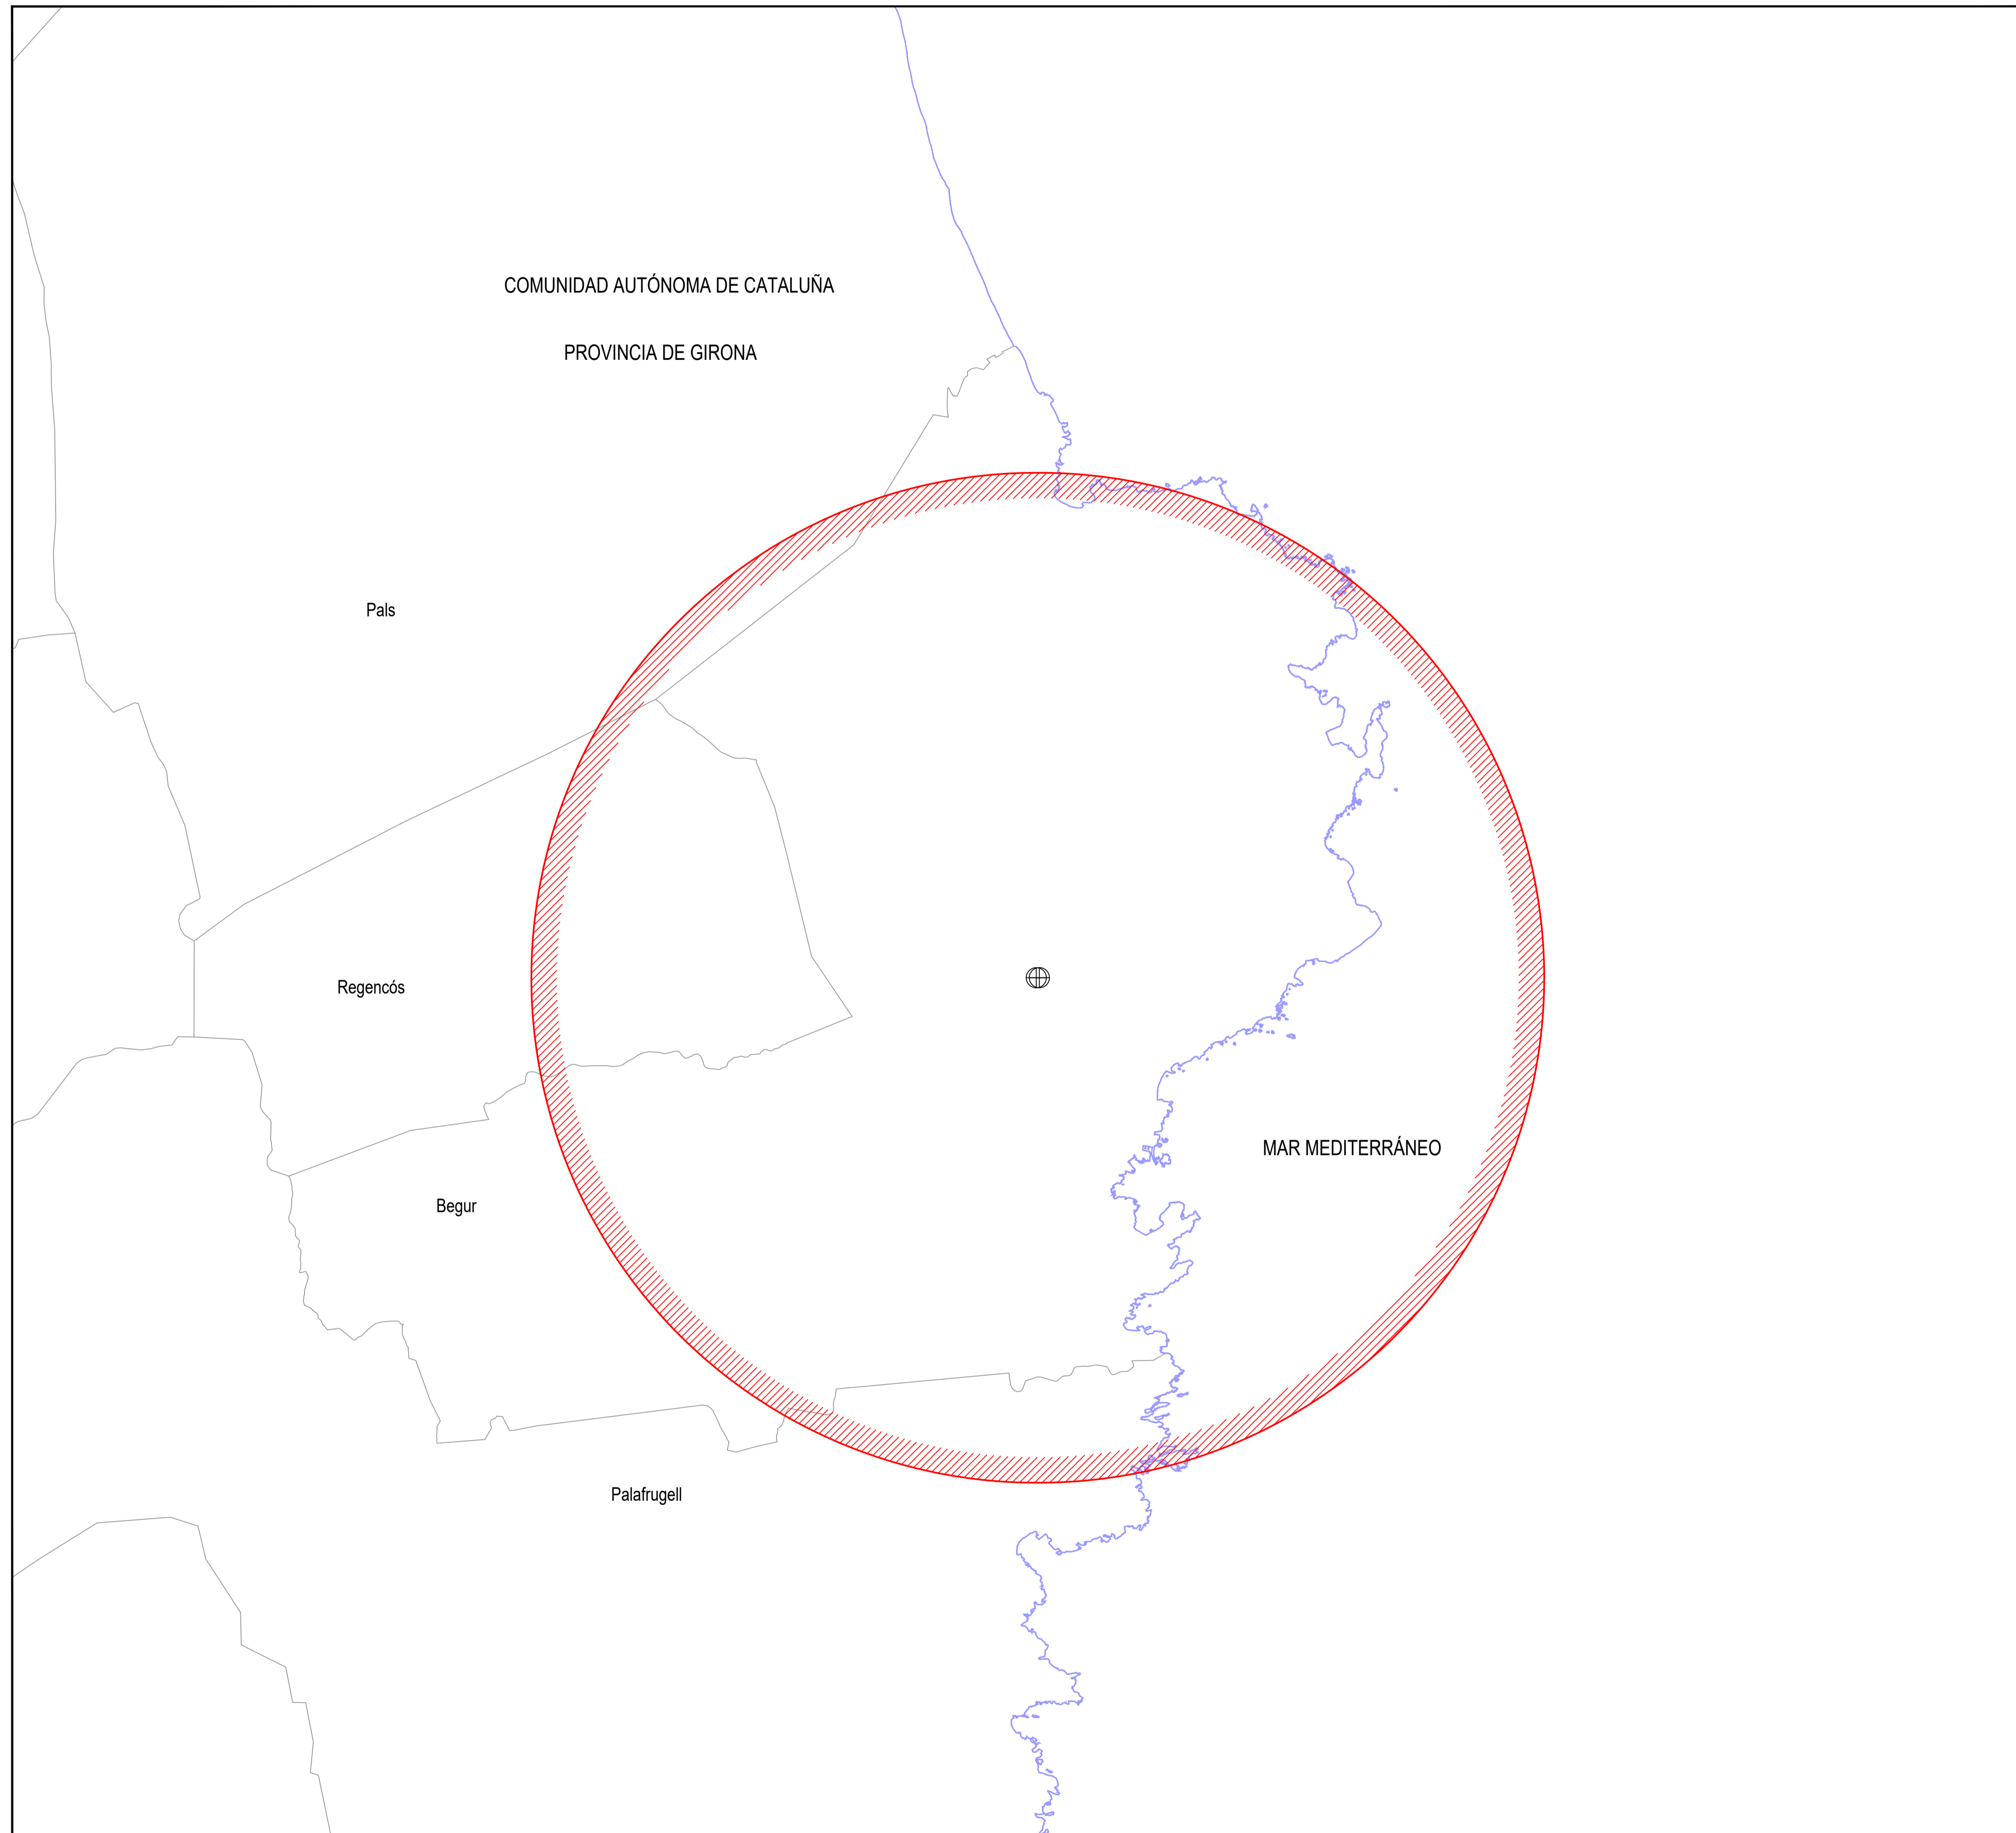 COMUNIDAD AUTÓNOMA DE CATALUÑA
PROVINCIA DE GIRONA
Pals
Regencós
MAR MEDITERRÁNEO
Begur
Palafrugell